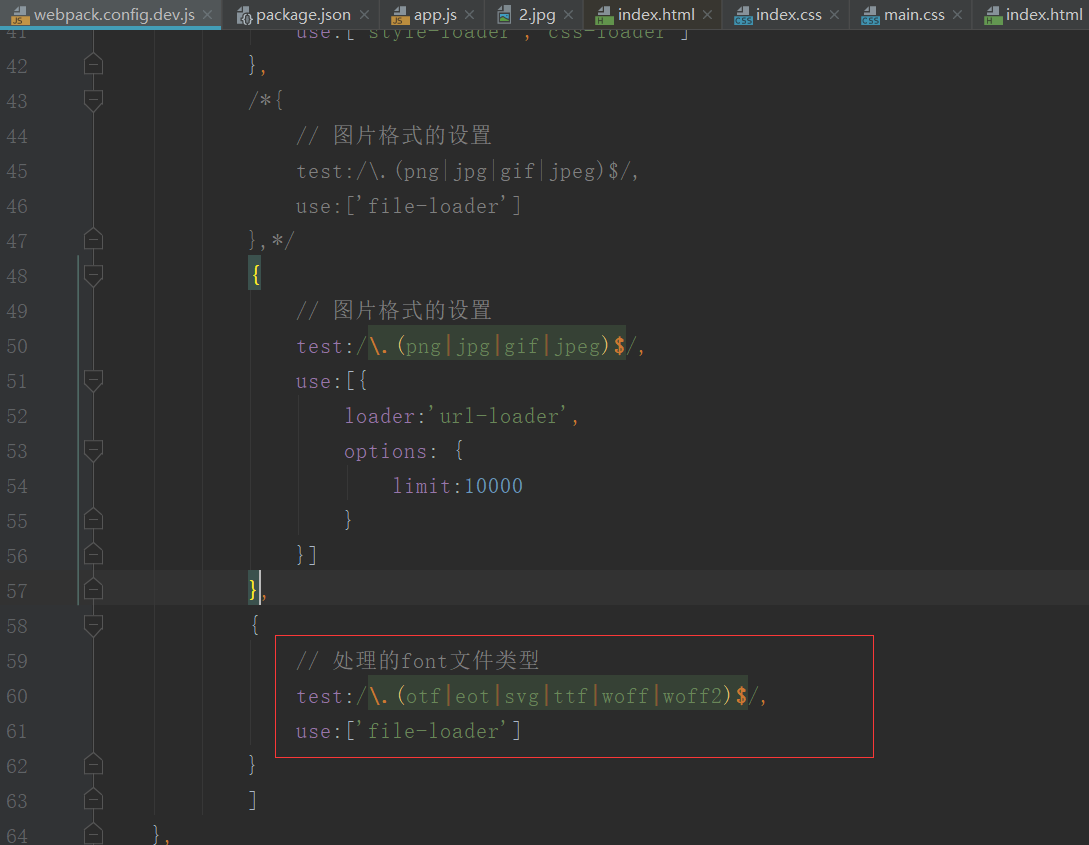 webpack.config.dev.js package.json app.js 2.jpg index.html index.css main.css index.html
41 use:['style-loader', 'css-loader']
42 },
43 /*{
44 // 图片格式的设置
45 test:/\.(png|jpg|gif|jpeg)$/,
46 use:['file-loader']
47 },*/
48 {
49 // 图片格式的设置
50 test:/\.(png|jpg|gif|jpeg)$/,
51 use:[{
52 loader:'url-loader',
53 options: {
54 limit:10000
55 }
56 }]
57 },
58 {
59 // 处理的font文件类型
60 test:/\.(otf|eot|svg|ttf|woff|woff2)$/,
61 use:['file-loader']
62 }
63 ]
64 },